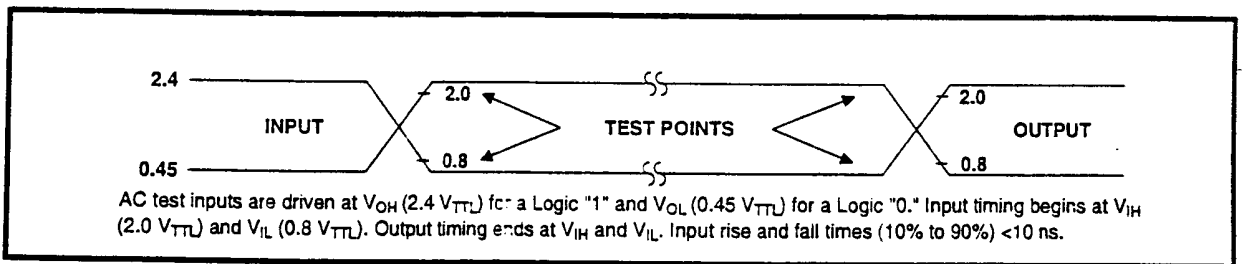 2.4
2.0
2.0
INPUT
TEST POINTS
OUTPUT
0.8
0.8
0.45
AC test inputs are driven at VOH (2.4 VTTL) for a Logic "1" and VOL (0.45 VTTL) for a Logic "0." Input timing begins at VIH
(2.0 VTTL) and VIL (0.8 VTTL). Output timing ends at VIH and VIL. Input rise and fall times (10% to 90%) <10 ns.